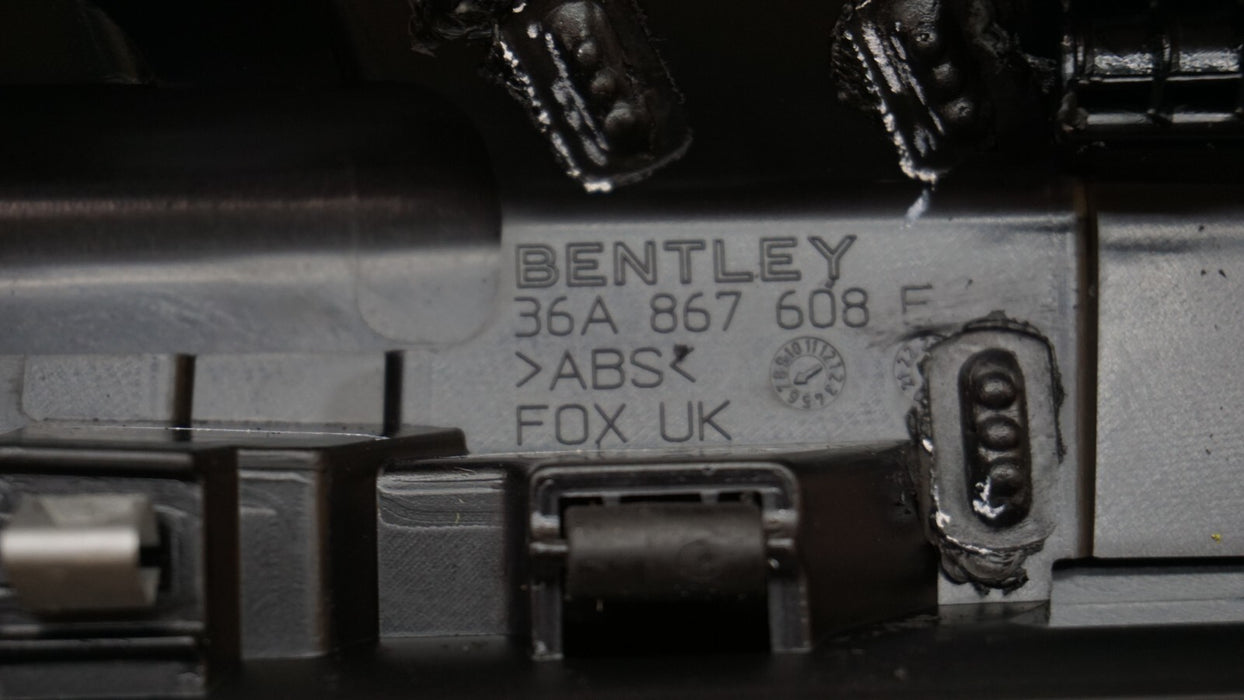 BENTLEY
36A 867 608 E
>ABS<
FOX UK